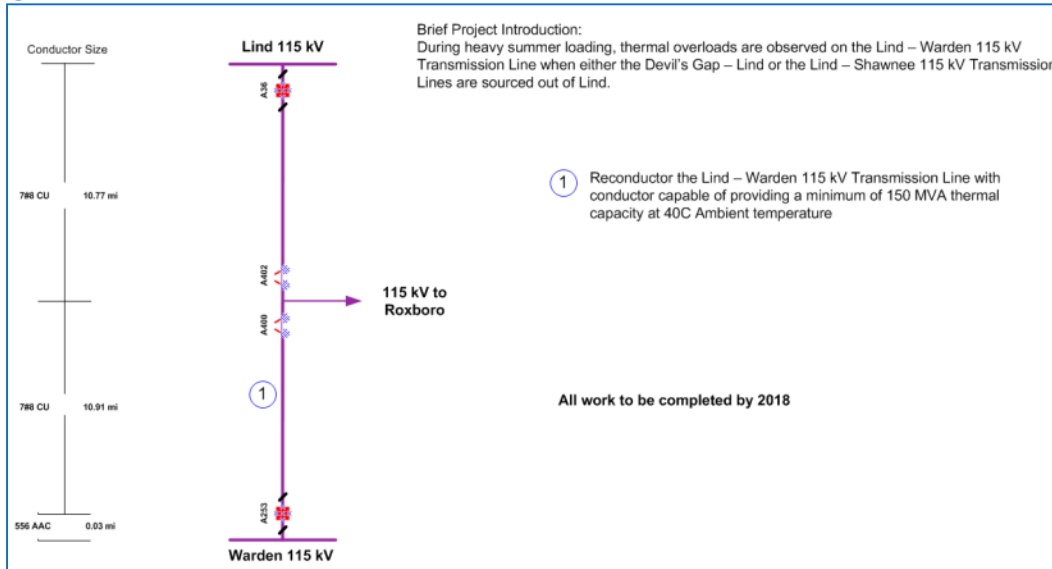 Brief Project Introduction:
During heavy summer loading, thermal overloads are observed on the Lind – Warden 115 kV
Transmission Line when either the Devil's Gap – Lind or the Lind – Shawnee 115 kV Transmission
Lines are sourced out of Lind.
Conductor Size
Lind 115 kV
A36
1 Reconductor the Lind – Warden 115 kV Transmission Line with
conductor capable of providing a minimum of 150 MVA thermal
capacity at 40C Ambient temperature
7#8 CU 10.77 mi
A402
115 kV to
Roxboro
A400
1
7#8 CU 10.91 mi
All work to be completed by 2018
A253
556 AAC 0.03 mi
Warden 115 kV